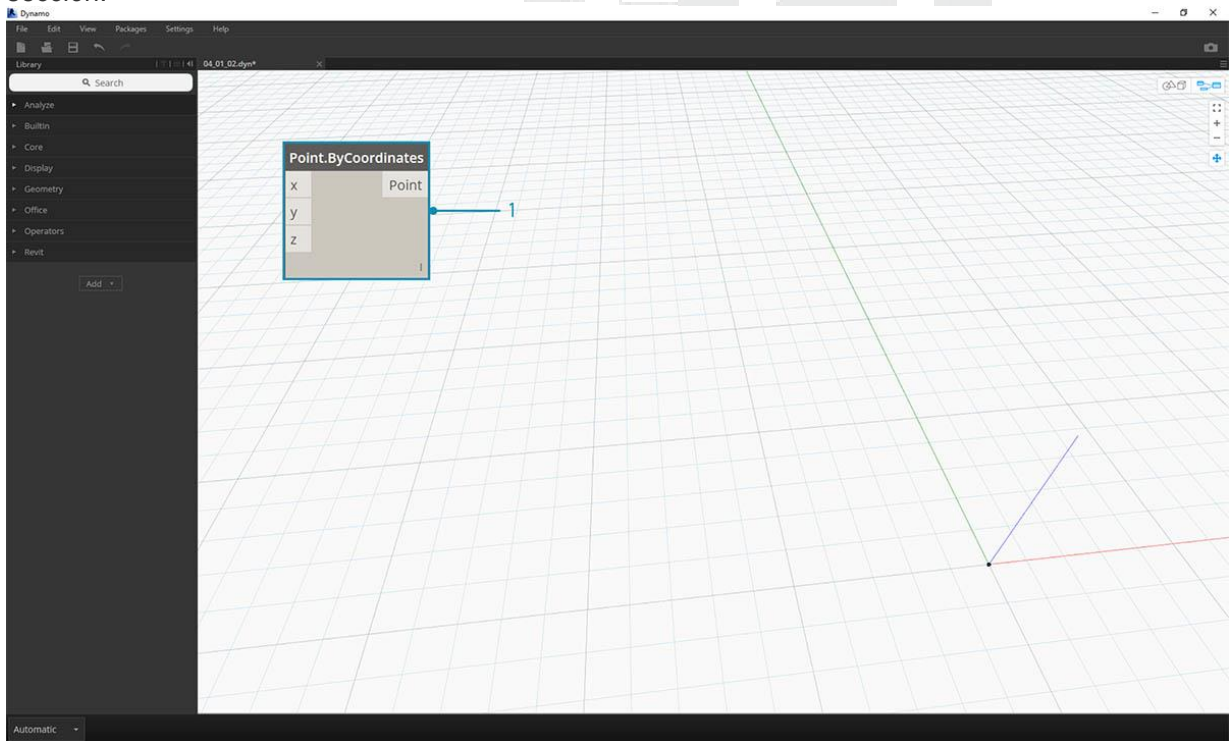 Dynamo
File Edit View Packages Settings Help
Library
04_01_02.dyn*
Search
Analyze
BuiltIn
Core
Display
Geometry
Office
Operators
Revit
Add
Point.ByCoordinates
x Point
y
z
1
Automatic